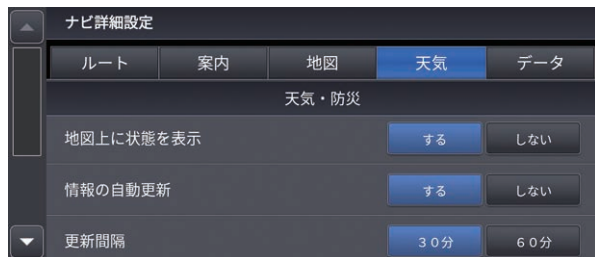 ナビ詳細設定
ルート 案内 地図 天気 データ
天気・防災
地図上に状態を表示 する しない
情報の自動更新 する しない
更新間隔 30分 60分